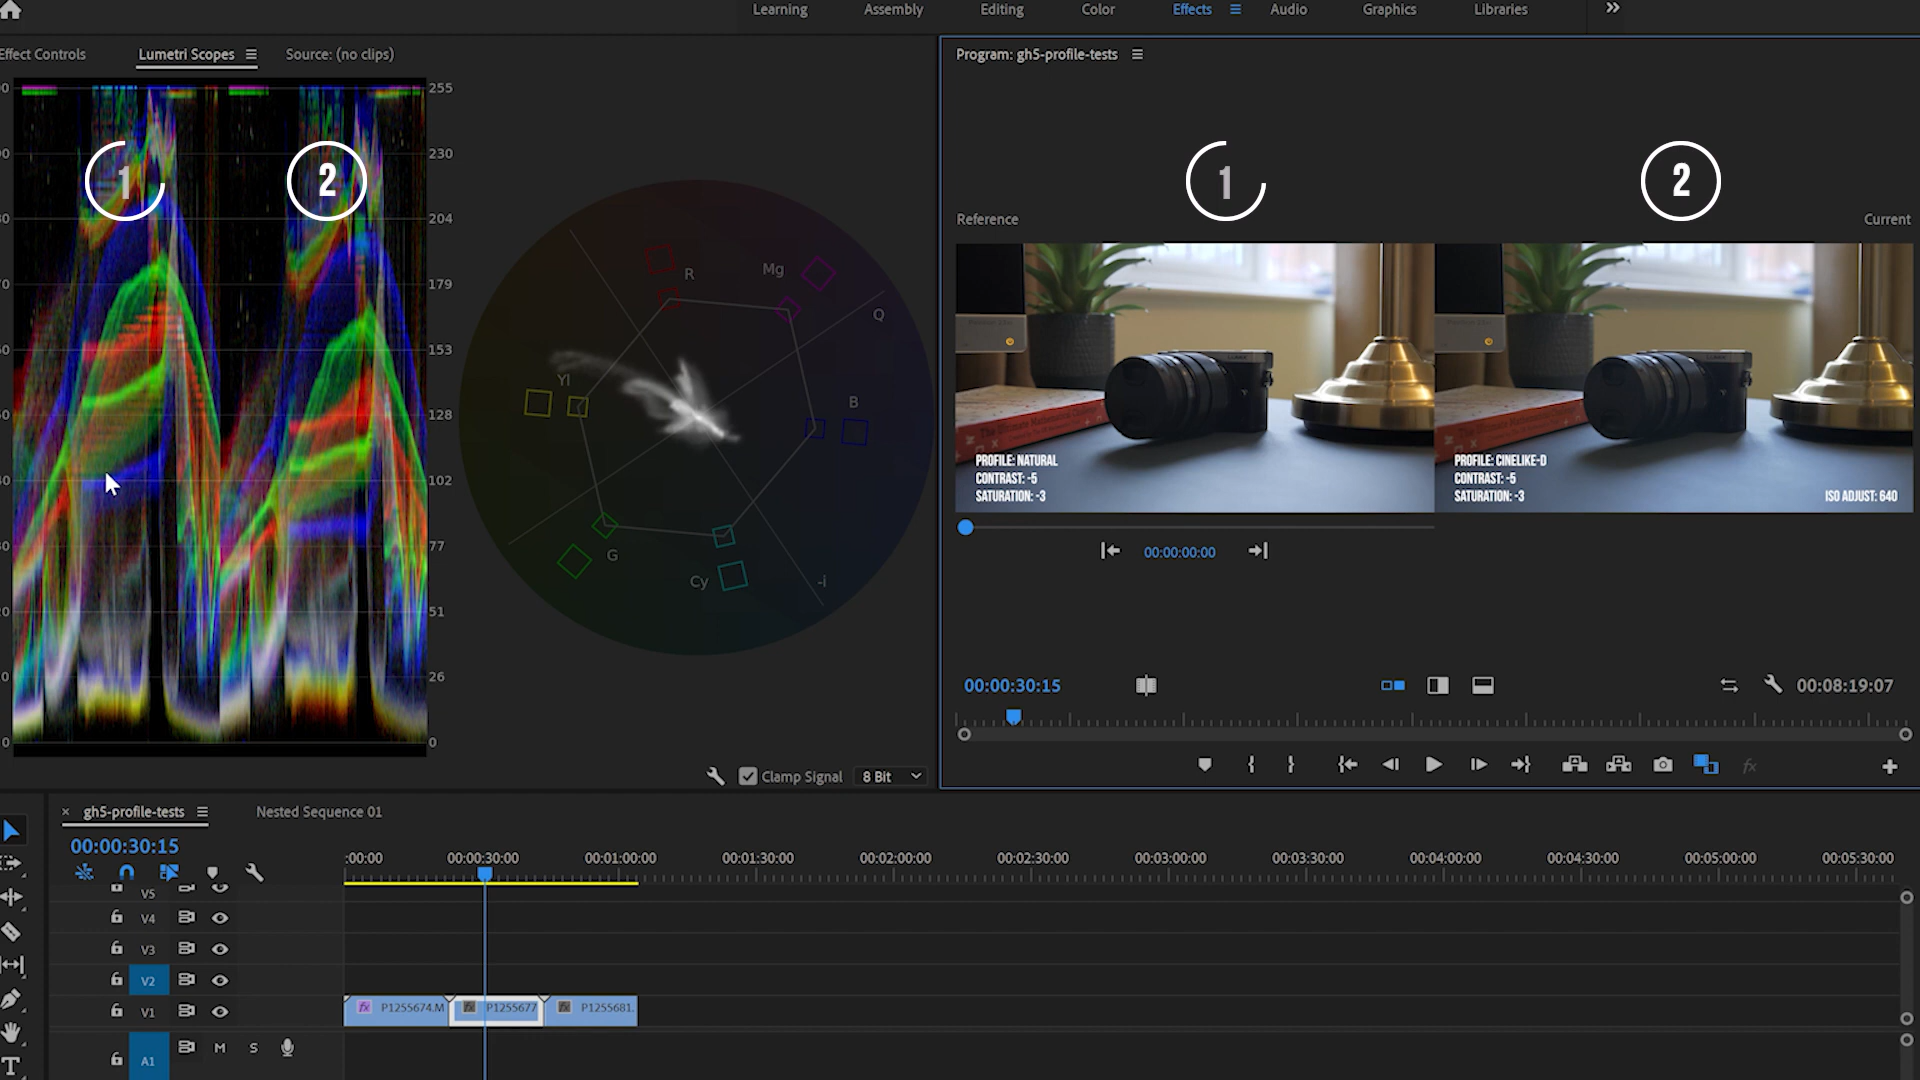 Learning Assembly Editing Color Effects Audio Graphics Libraries
Effect Controls Lumetri Scopes Source: (no clips)
Program: gh5-profile-tests
255
230
204
179
153
128
102
77
51
26
0
1 2
R Mg Q B -i Cy G Yl
Clamp Signal 8 Bit
1 2
Reference Current
PROFILE: NATURAL
CONTRAST: -5
SATURATION: -3
PROFILE: CINELIKE-D
CONTRAST: -5
SATURATION: -3
ISO ADJUST: 640
00:00:00:00
00:00:30:15 00:08:19:07
fx
× gh5-profile-tests Nested Sequence 01
00:00:30:15
:00:00 00:00:30:00 00:01:00:00 00:01:30:00 00:02:00:00 00:02:30:00 00:03:00:00 00:03:30:00 00:04:00:00 00:04:30:00 00:05:00:00 00:05:30:00
V5
V4
V3
V2
V1 fx P1255674.M fx P1255677 fx P1255681.
A1 M S